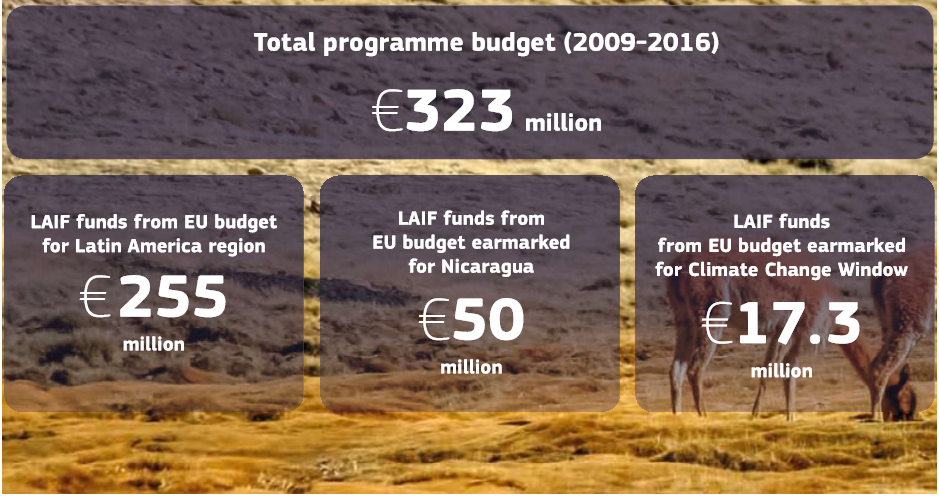 Total programme budget (2009–2016)
€323 million
LAIF funds from EU budget
for Latin America region
€255
million
LAIF funds from
EU budget earmarked
for Nicaragua
€50
million
LAIF funds
from EU budget earmarked
for Climate Change Window
€17.3
million